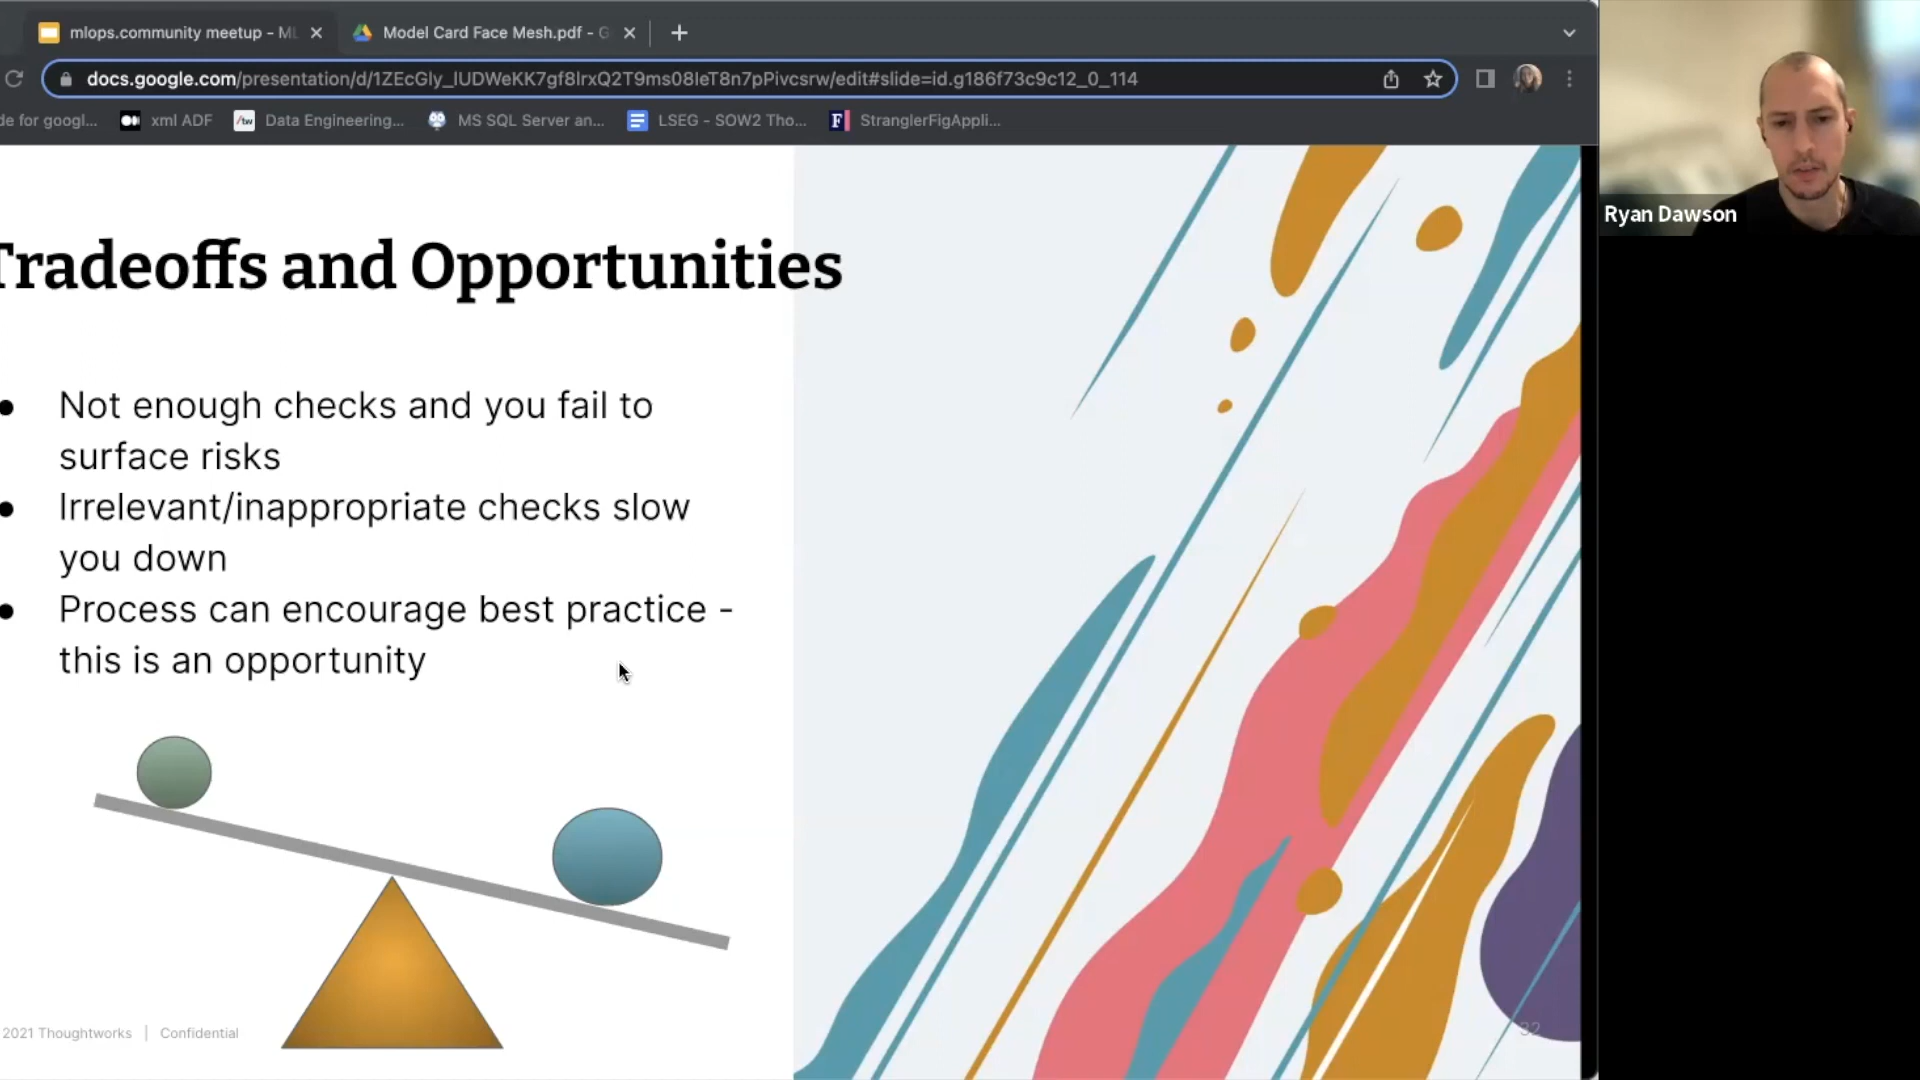 mlops.community meetup - ML
Model Card Face Mesh.pdf - G
docs.google.com/presentation/d/1ZEcGly_lUDWeKK7gf8lrxQ2T9ms08leT8n7pPivcsrw/edit#slide=id.g186f73c9c12_0_114
de for googl...
xml ADF
/tw
Data Engineering...
MS SQL Server an...
LSEG - SOW2 Tho...
F
StranglerFigAppli...
Ryan Dawson
Tradeoffs and Opportunities
● Not enough checks and you fail to
surface risks
● Irrelevant/inappropriate checks slow
you down
● Process can encourage best practice -
this is an opportunity
2021 Thoughtworks | Confidential
32